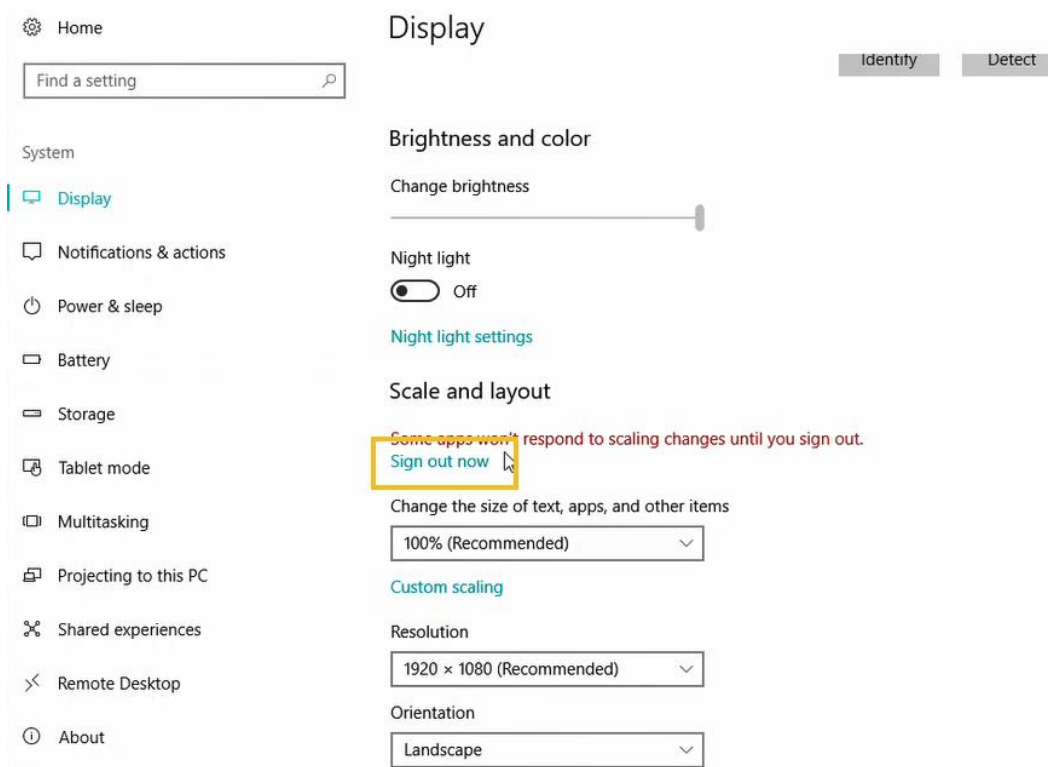 Home
Find a setting
System
Display
Notifications & actions
Power & sleep
Battery
Storage
Tablet mode
Multitasking
Projecting to this PC
Shared experiences
Remote Desktop
About
Display
Identify Detect
Brightness and color
Change brightness
Night light
Off
Night light settings
Scale and layout
Some apps won't respond to scaling changes until you sign out.
Sign out now
Change the size of text, apps, and other items
100% (Recommended)
Custom scaling
Resolution
1920 × 1080 (Recommended)
Orientation
Landscape